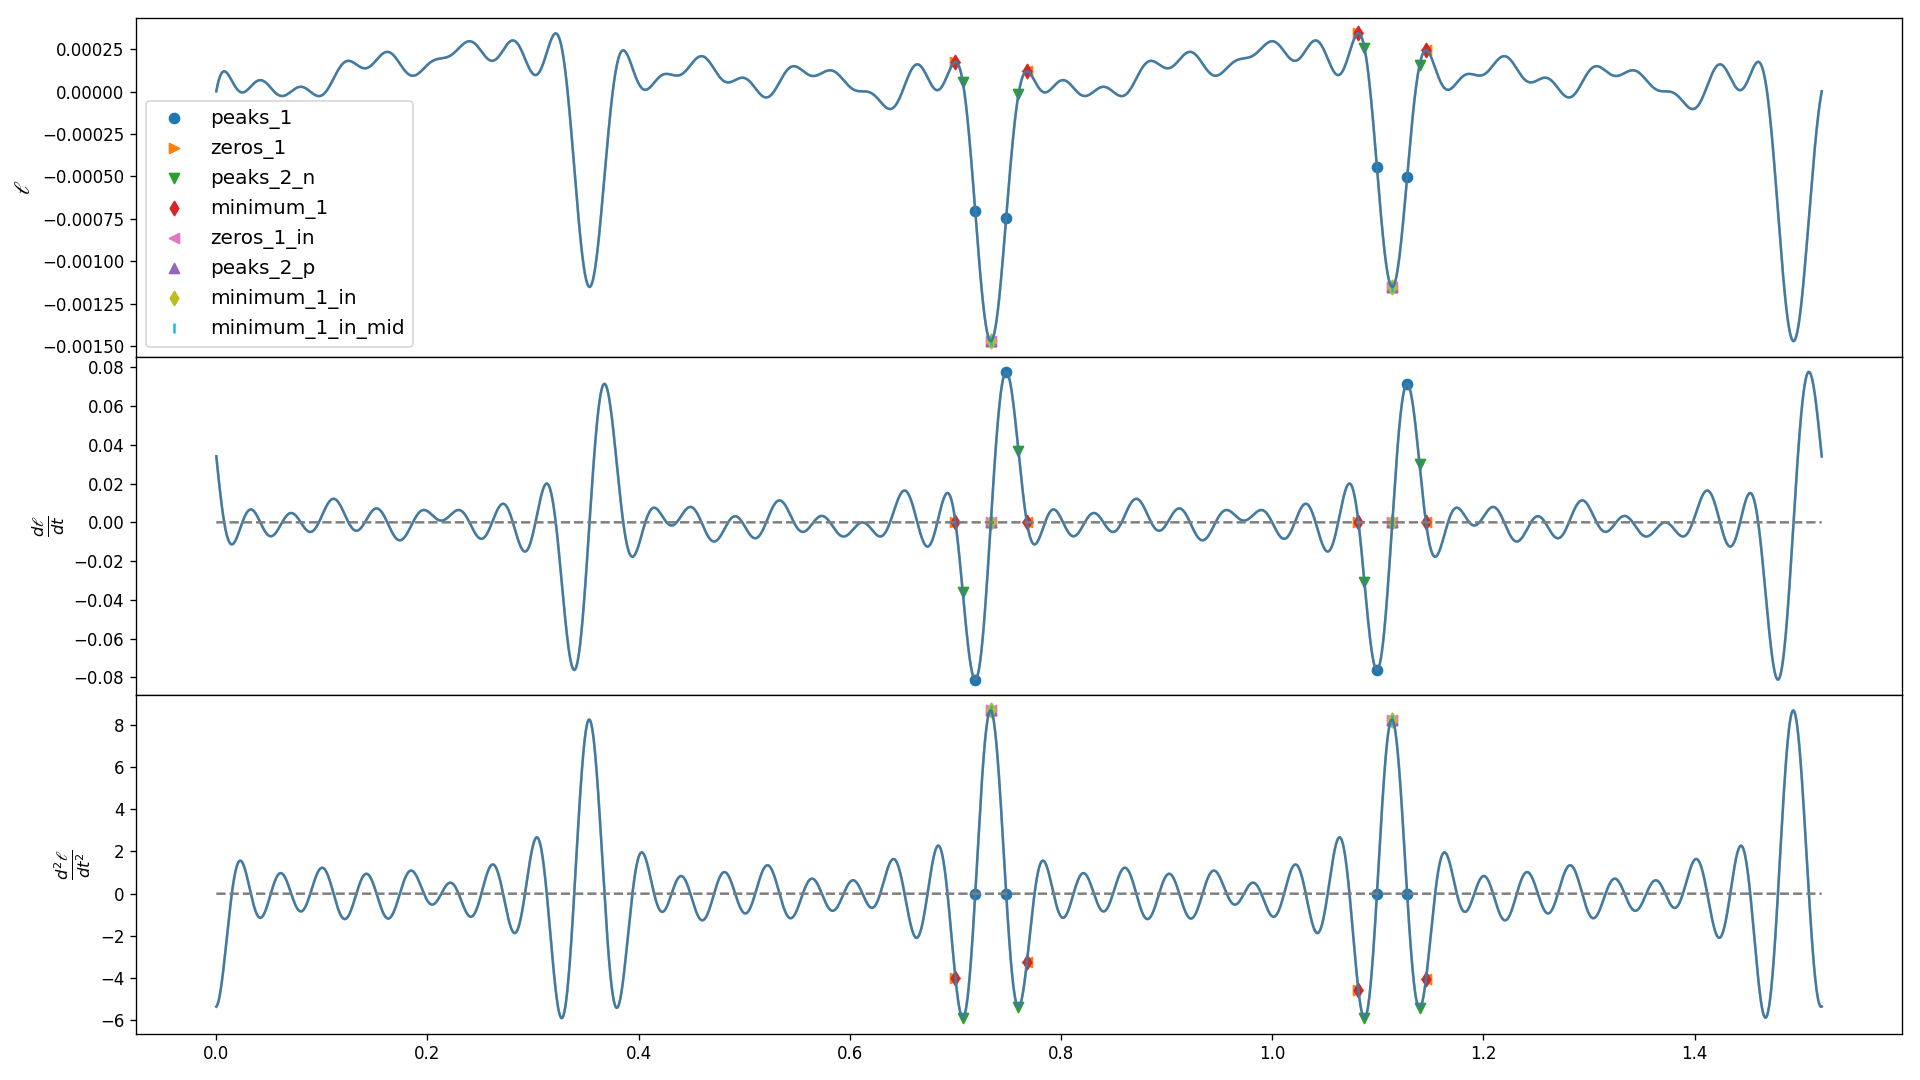 0.00025
0.00000
−0.00025
−0.00050
−0.00075
−0.00100
−0.00125
−0.00150
ℓ
peaks_1
zeros_1
peaks_2_n
minimum_1
zeros_1_in
peaks_2_p
minimum_1_in
minimum_1_in_mid
0.08
0.06
0.04
0.02
0.00
−0.02
−0.04
−0.06
−0.08
dℓ
dt
8
6
4
2
0
−2
−4
−6
d²ℓ
dt²
0.0 0.2 0.4 0.6 0.8 1.0 1.2 1.4